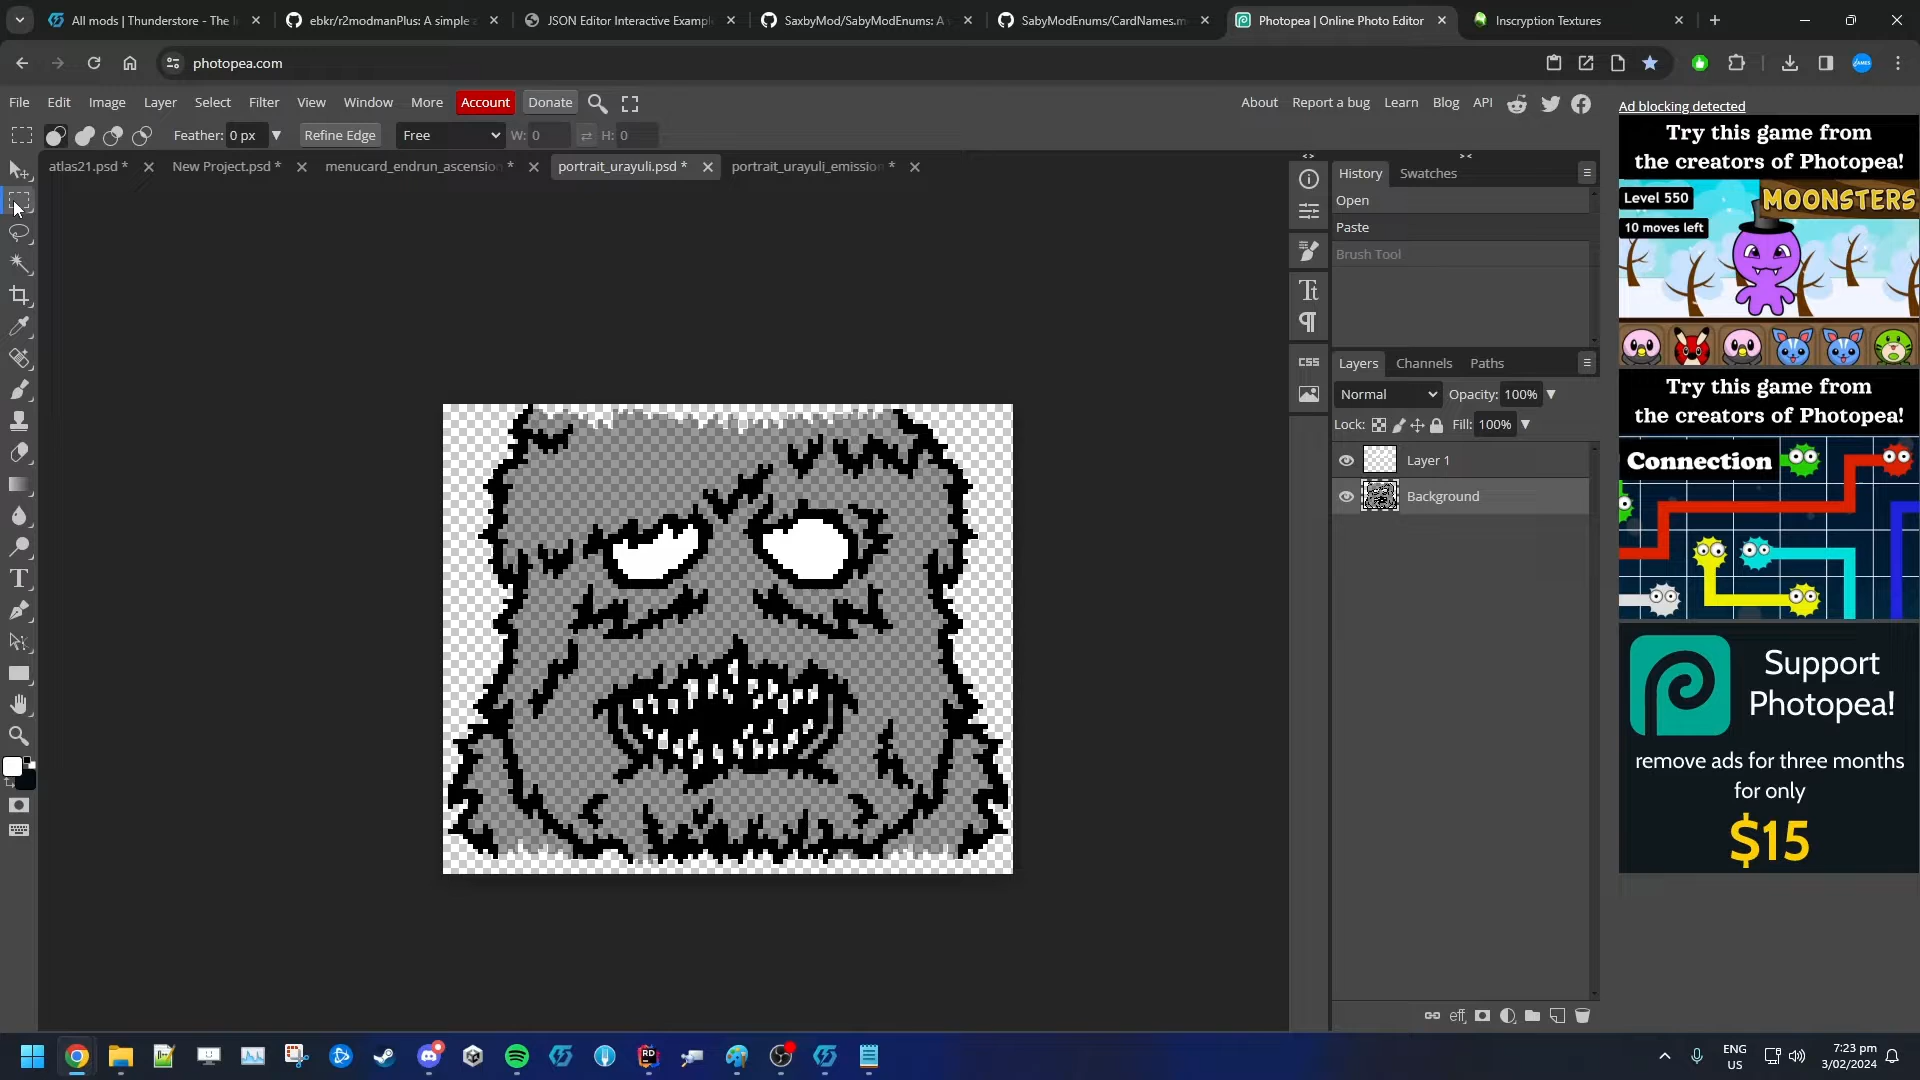 All mods | Thunderstore - The I
ebkr/r2modmanPlus: A simple
JSON Editor Interactive Exampl
SaxbyMod/SabyModEnums: A
SabyModEnums/CardNames.m
Photopea | Online Photo Editor
Inscryption Textures
photopea.com
File Edit Image Layer Select Filter View Window More Account Donate
About Report a bug Learn Blog API
Feather: 0 px Refine Edge Free W: 0 H: 0
atlas21.psd * New Project.psd * menucard_endrun_ascension * portrait_urayuli.psd * portrait_urayuli_emission *
History Swatches
Open
Paste
Brush Tool
CSS
Layers Channels Paths
Normal Opacity: 100%
Lock: Fill: 100%
Layer 1
Background
eff
Ad blocking detected
Try this game from
the creators of Photopea!
Level 550
MOONSTERS
10 moves left
Try this game from
the creators of Photopea!
Connection
Support
Photopea!
remove ads for three months
for only
$15
ENG
US
7:23 pm
3/02/2024